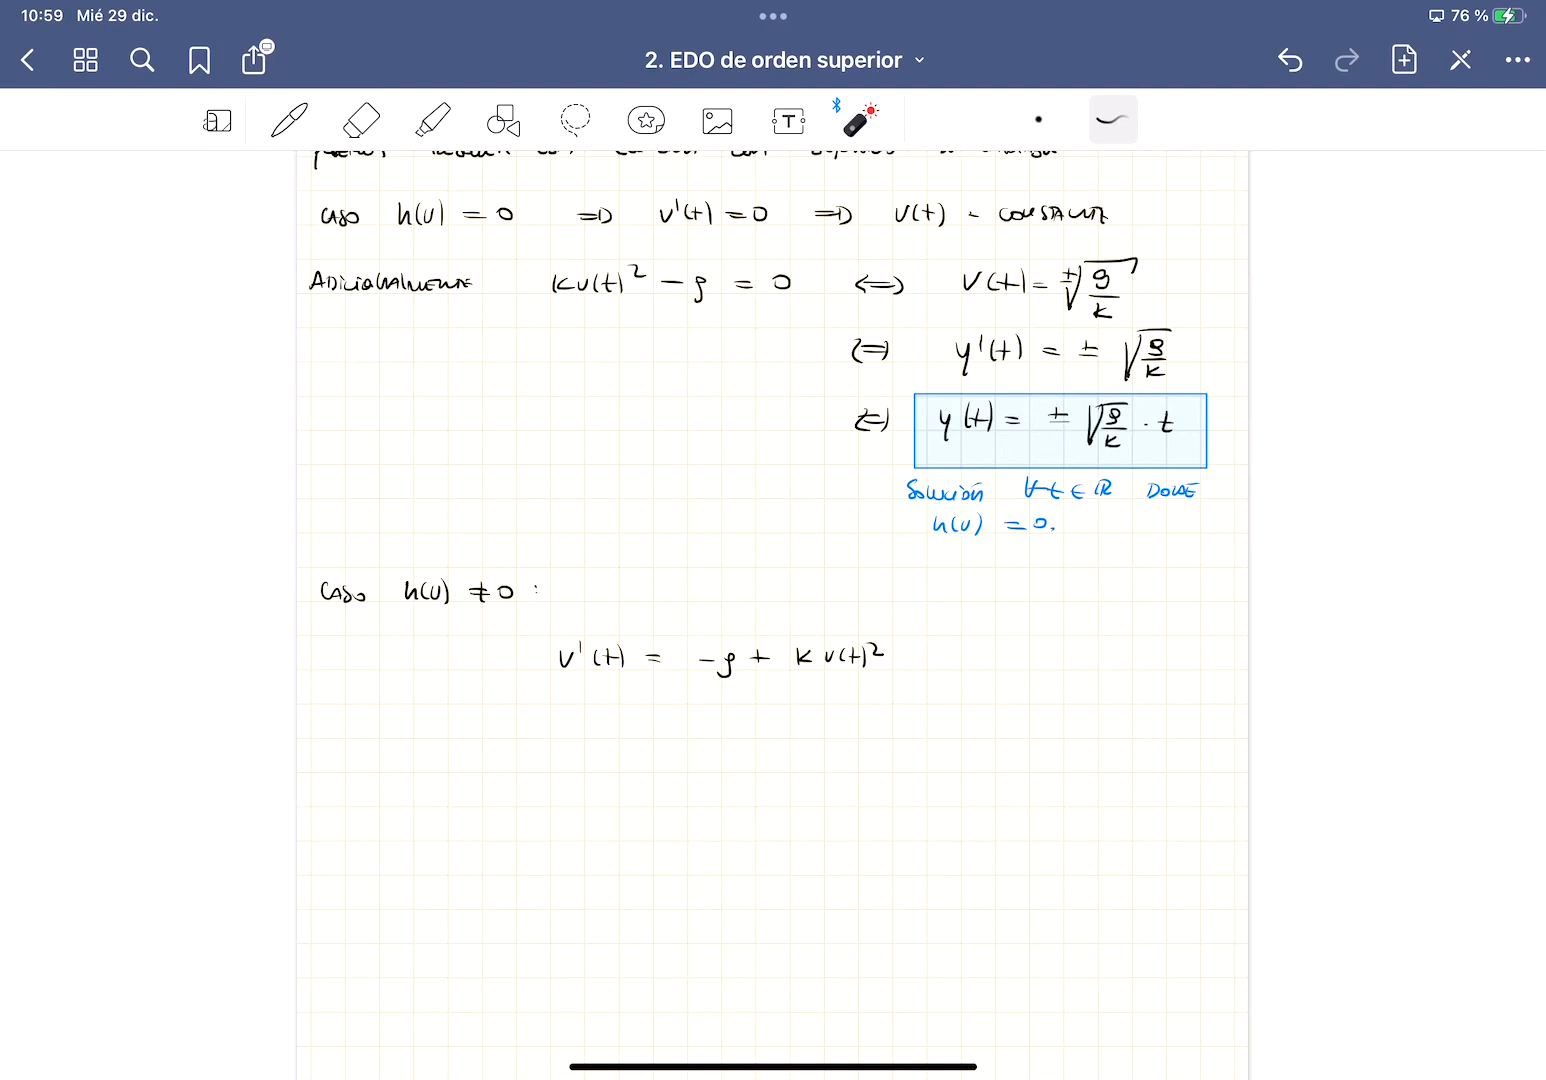 10:59 Mié 29 dic.
76 %
2. EDO de orden superior
T
CASO h(v) = 0 ⟹ v'(t) = 0 ⟹ v(t) = CONSTANTE
ADICIONALMENTE kv(t)² - g = 0 ⟺ v(t) = ±√(g/k)
⟺ y'(t) = ± √(g/k)
⟺ y(t) = ± √(g/k) · t
SOLUCIÓN ∀t ∈ ℝ DONDE
h(v) = 0.
CASO h(v) ≠ 0 :
v'(t) = -g + k v(t)²